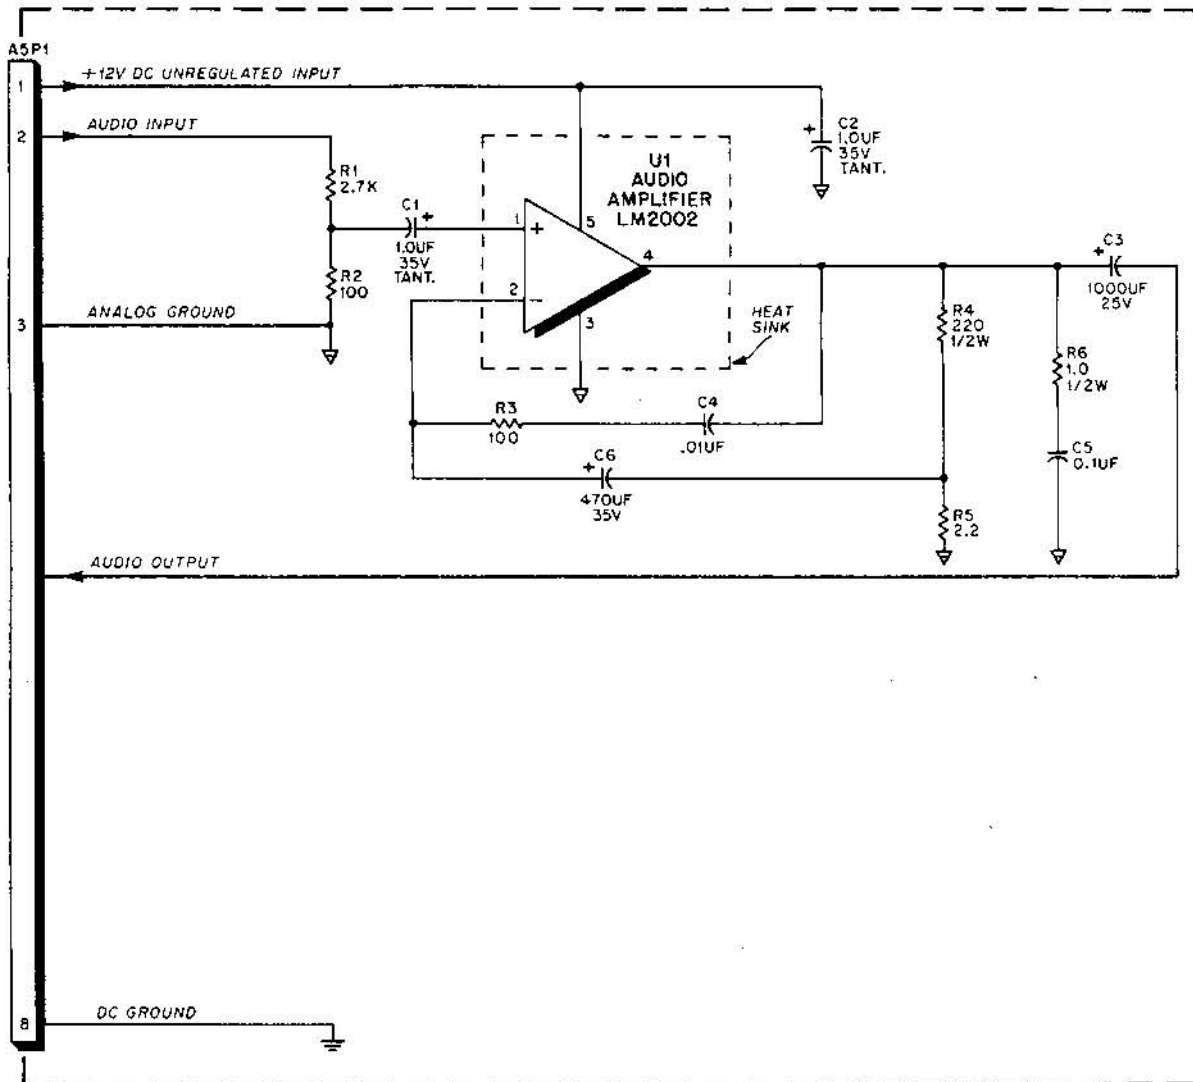 A5P1
1
+12V DC UNREGULATED INPUT
2
AUDIO INPUT
R1
2.7K
C1
+
1.0UF
35V
TANT.
R2
100
3
ANALOG GROUND
U1
AUDIO
AMPLIFIER
LM2002
1
+
2
–
5
4
3
HEAT
SINK
+
C2
1.0UF
35V
TANT.
C3
+
1000UF
25V
R4
220
1/2W
R6
1.0
1/2W
R3
100
C4
.01UF
C6
+
470UF
35V
C5
0.1UF
R5
2.2
AUDIO OUTPUT
8
DC GROUND